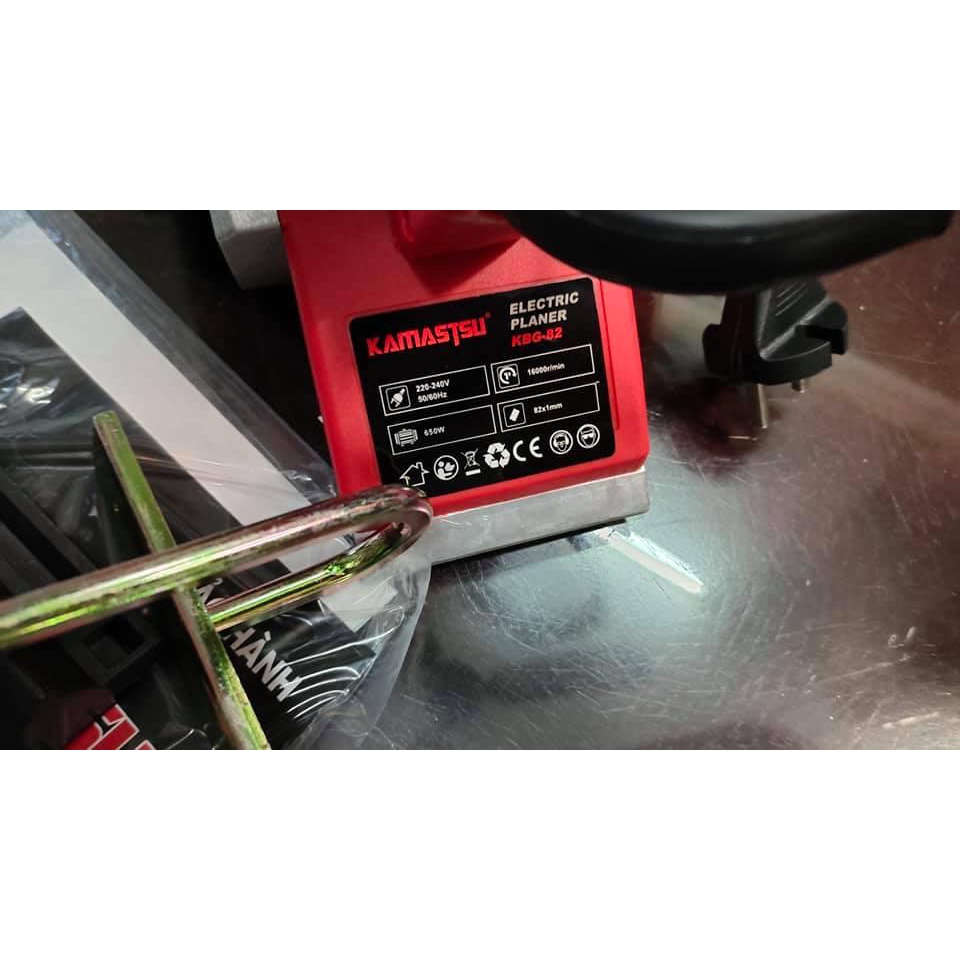 KAMASTSU®
ELECTRIC
PLANER
KBG-82
220-240V
50/60Hz
16000r/min
650W
82x1mm
CE
HÀNH